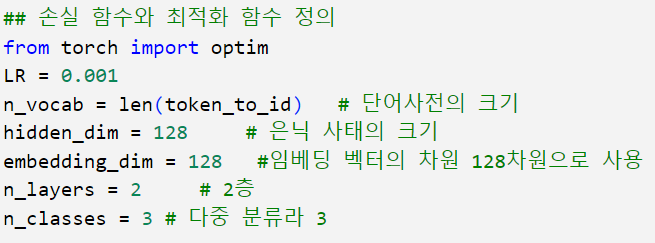 ## 손실 함수와 최적화 함수 정의
from torch import optim
LR = 0.001
n_vocab = len(token_to_id)   # 단어사전의 크기
hidden_dim = 128     # 은닉 사태의 크기
embedding_dim = 128   #임베딩 벡터의 차원 128차원으로 사용
n_layers = 2     # 2층
n_classes = 3 # 다중 분류라 3